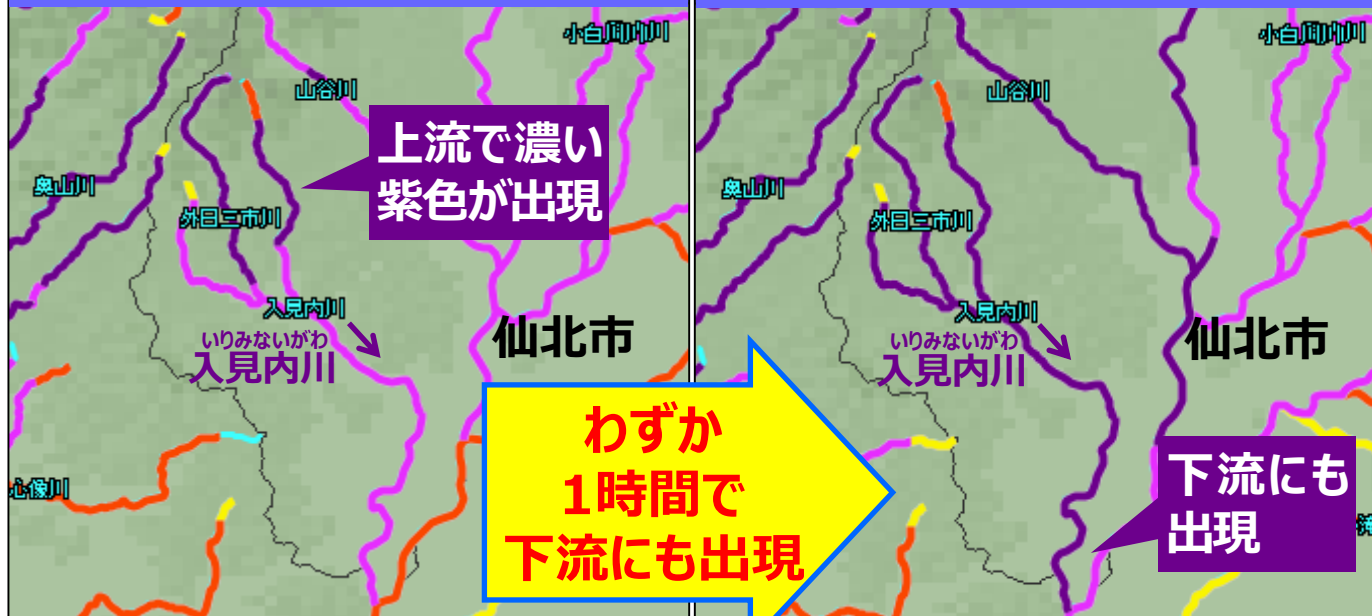 小白川
山谷川
上流で濃い
紫色が出現
奥山川
外日三市川
入見内川
いりみないがわ
入見内川
仙北市
心像川
わずか
1時間で
下流にも出現
山谷川
奥山川
外日三市川
入見内川
いりみないがわ
入見内川
仙北市
下流にも
出現